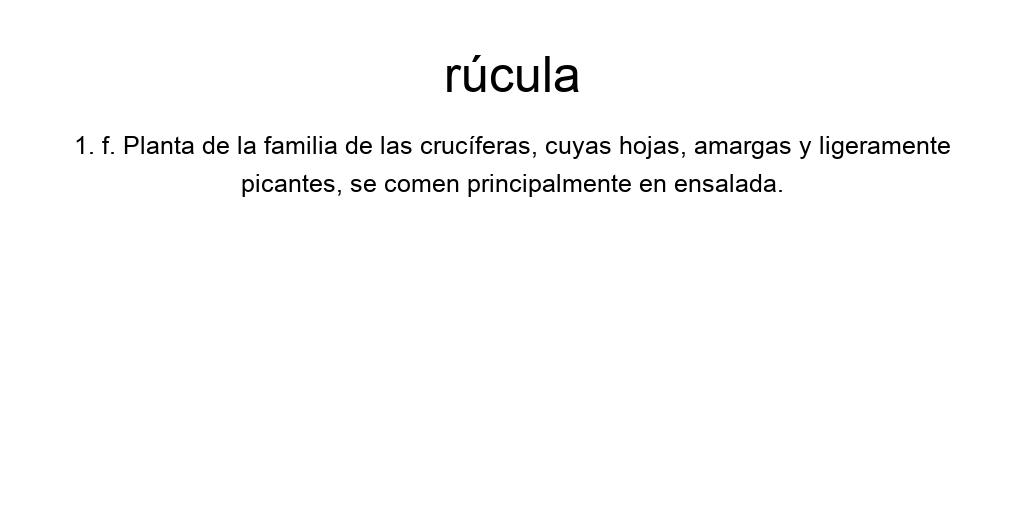 rúcula
1. f. Planta de la familia de las crucíferas, cuyas hojas, amargas y ligeramente
picantes, se comen principalmente en ensalada.